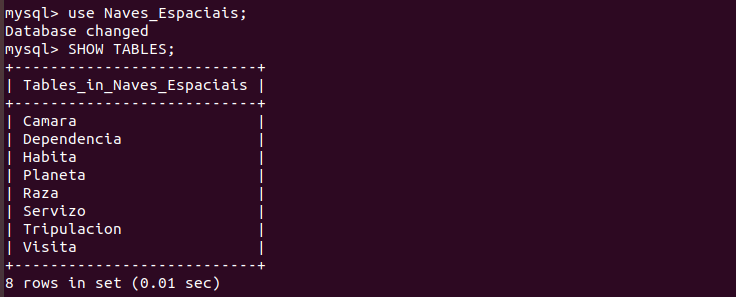 mysql> use Naves_Espaciais;
Database changed
mysql> SHOW TABLES;
+---------------------------+
| Tables_in_Naves_Espaciais |
+---------------------------+
| Camara                    |
| Dependencia               |
| Habita                    |
| Planeta                   |
| Raza                      |
| Servizo                   |
| Tripulacion               |
| Visita                    |
+---------------------------+
8 rows in set (0.01 sec)